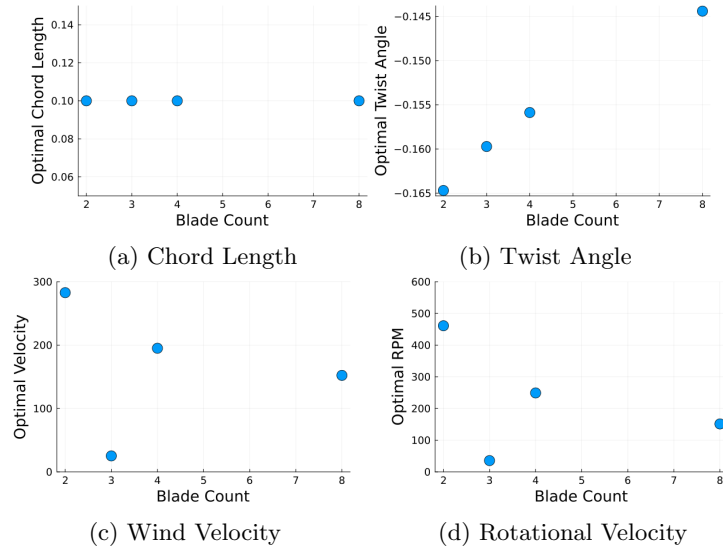 Optimal Chord Length
0.14
0.12
0.10
0.08
0.06
2 3 4 5 6 7 8
Blade Count
(a) Chord Length
Optimal Twist Angle
−0.145
−0.150
−0.155
−0.160
−0.165
2 3 4 5 6 7 8
Blade Count
(b) Twist Angle
Optimal Velocity
300
200
100
0
2 3 4 5 6 7 8
Blade Count
(c) Wind Velocity
Optimal RPM
600
500
400
300
200
100
0
2 3 4 5 6 7 8
Blade Count
(d) Rotational Velocity